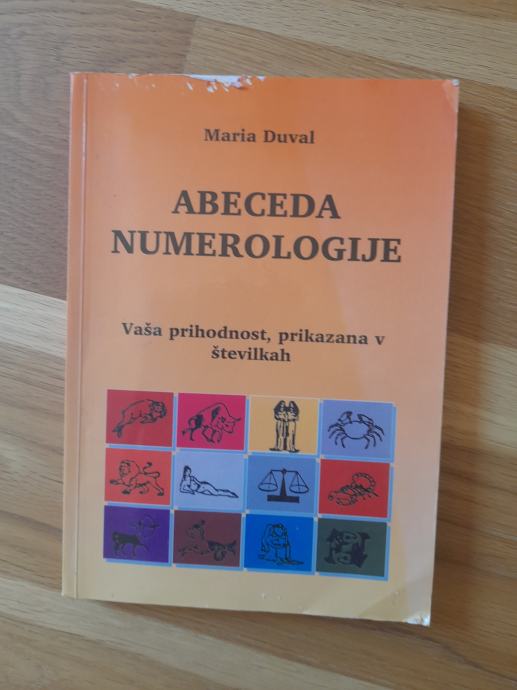 Maria Duval
ABECEDA
NUMEROLOGIJE
Vaša prihodnost, prikazana v
številkah